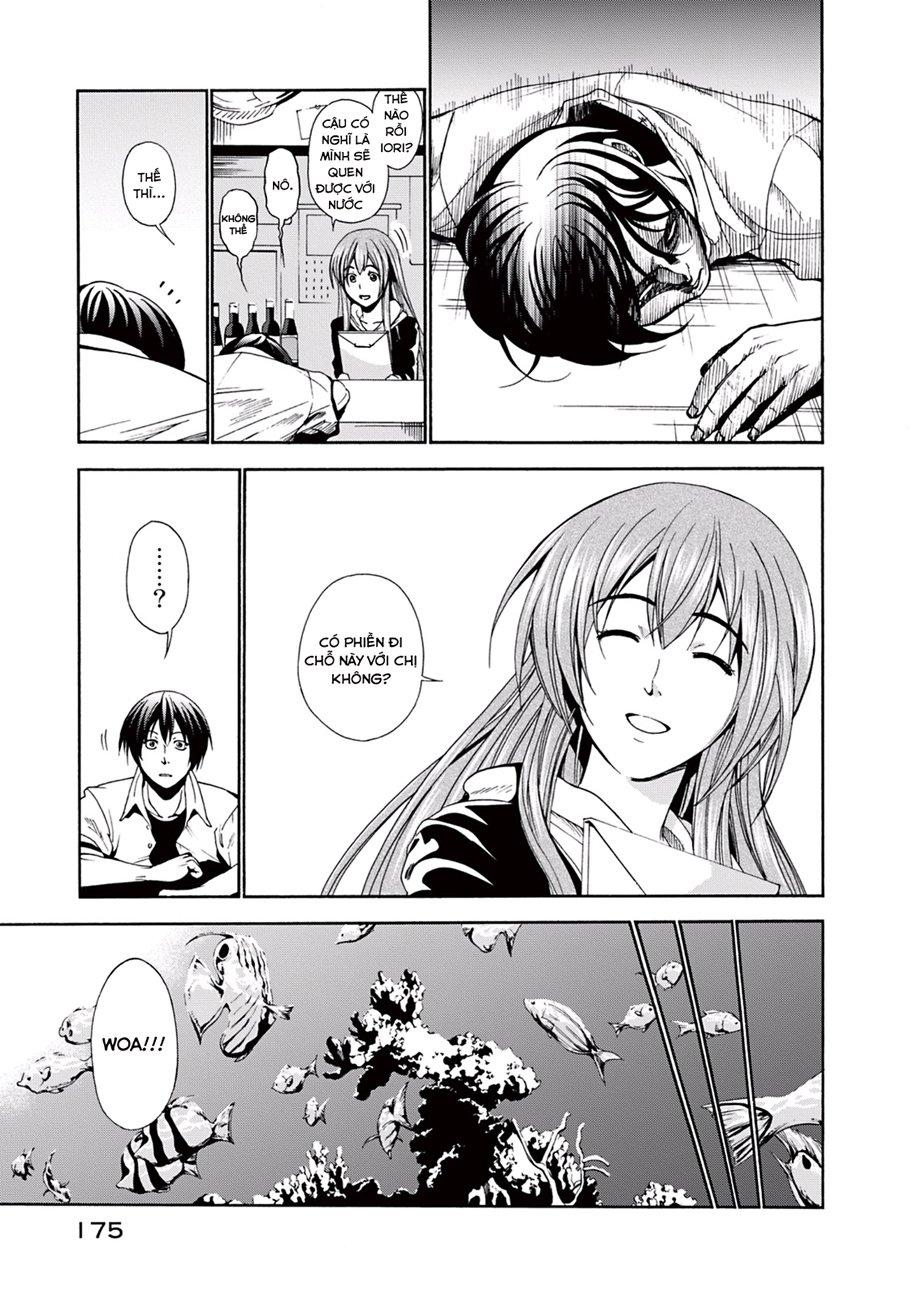 THẾ
NÀO
RỒI
IORI?
CẬU CÓ
NGHĨ LÀ
MÌNH SẼ
QUEN
ĐƯỢC VỚI
NƯỚC
NÔ.
KHÔNG
THỂ
THẾ
THÌ...
CÓ PHIỀN ĐI
CHỖ NÀY VỚI CHỊ
KHÔNG?
......?
WOA!!!
175